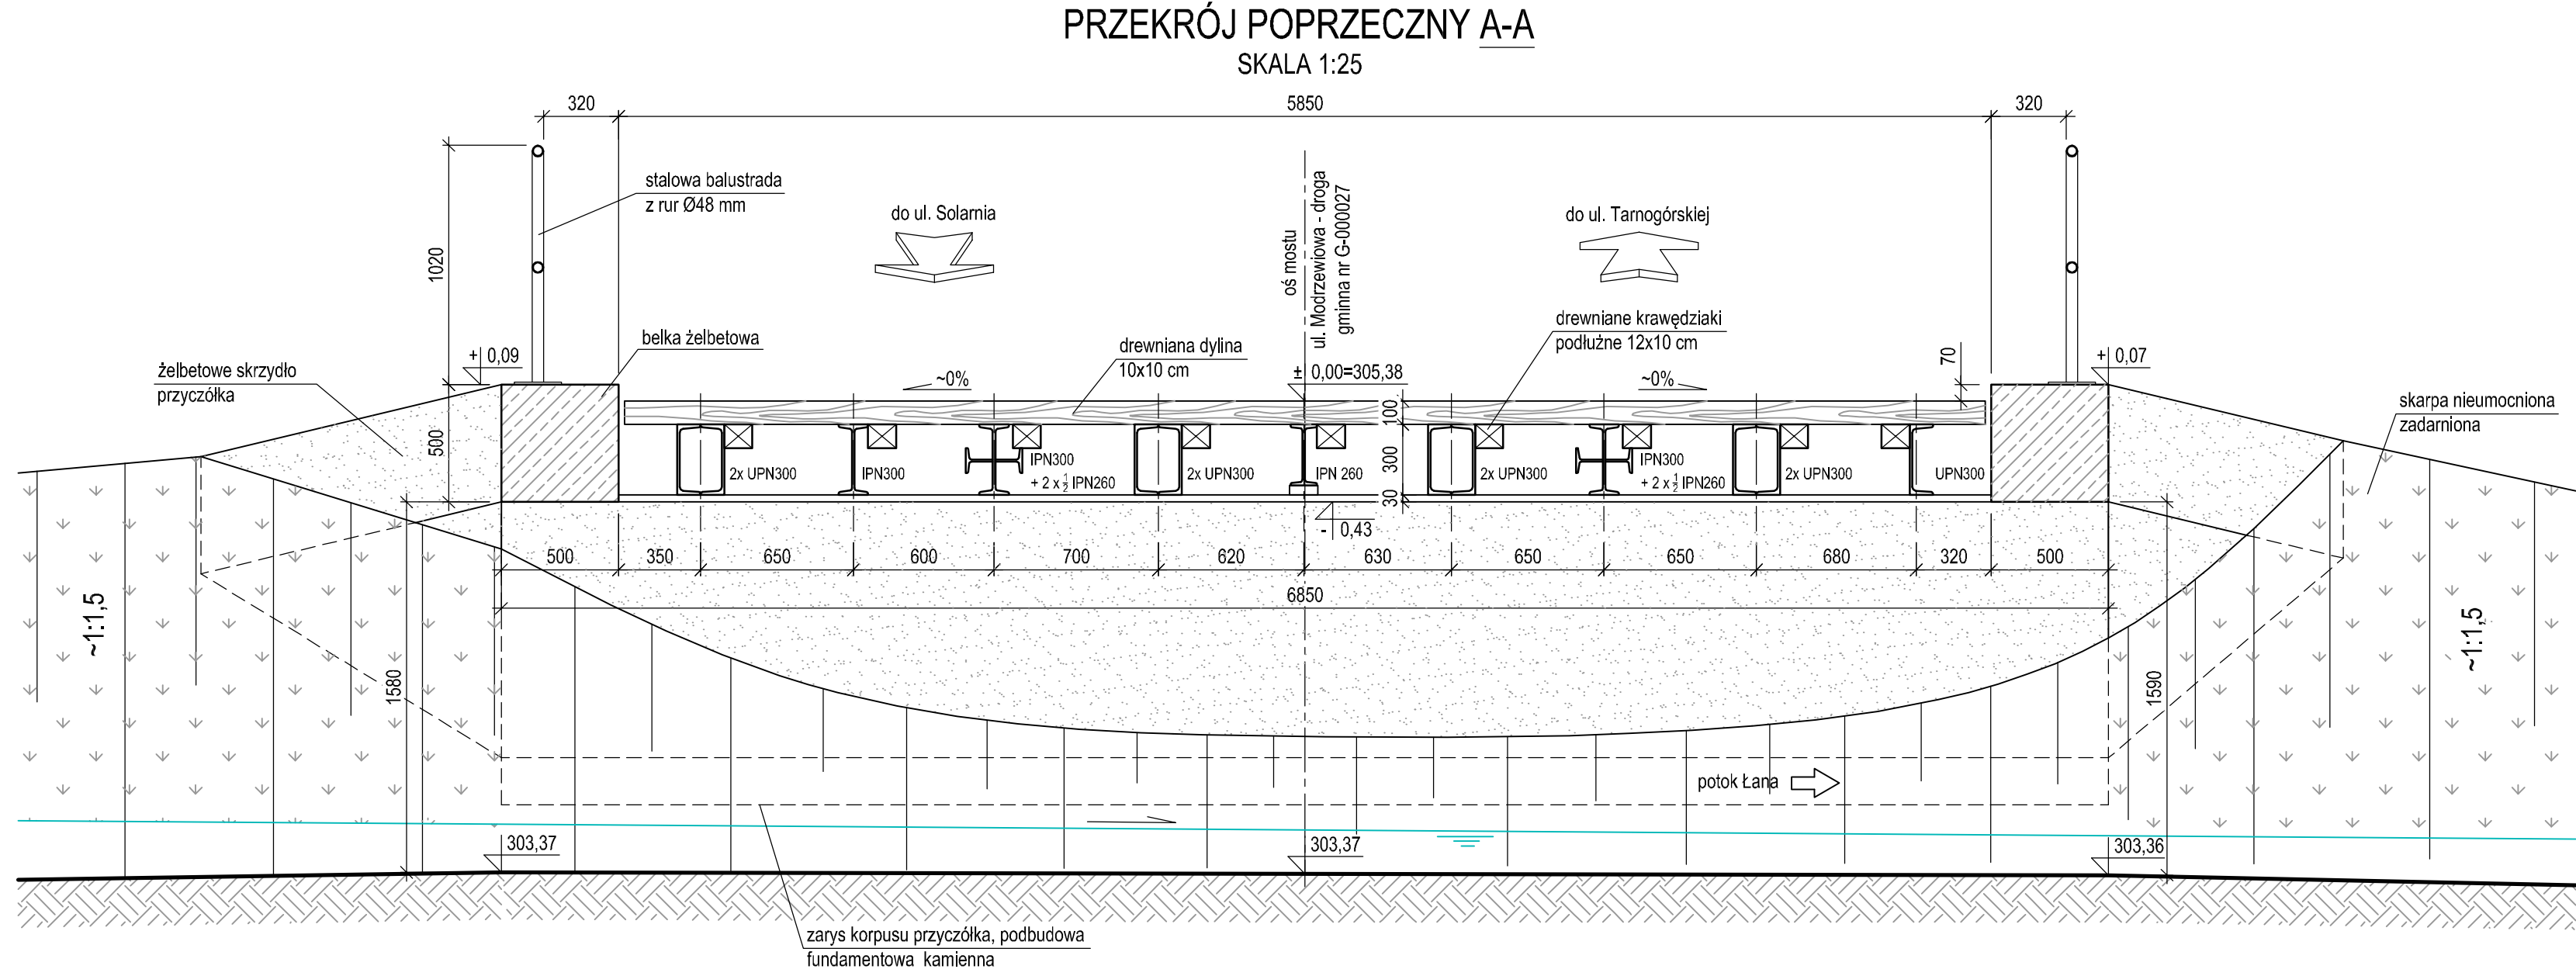 PRZEKRÓJ POPRZECZNY A-A
SKALA 1:25
320
5850
320
stalowa balustrada
z rur Ø48 mm
1020
do ul. Solarnia
oś mostu
ul. Modrzewiowa - droga
gminna nr G-000027
do ul. Tarnogórskiej
drewniane krawędziaki
podłużne 12x10 cm
belka żelbetowa
drewniana dylina
10x10 cm
+ 0,09
żelbetowe skrzydło
przyczółka
~0%
± 0,00=305,38
~0%
70
+ 0,07
skarpa nieumocniona
zadarniona
500
100
300
30
2x UPN300
IPN300
IPN300
+ 2 x ½ IPN260
2x UPN300
IPN 260
2x UPN300
IPN300
+ 2 x ½ IPN260
2x UPN300
UPN300
- 0,43
500
350
650
600
700
620
630
650
650
680
320
500
6850
~1:1,5
1580
1590
~1:1,5
potok Łana
303,37
303,37
303,36
zarys korpusu przyczółka, podbudowa
fundamentowa kamienna